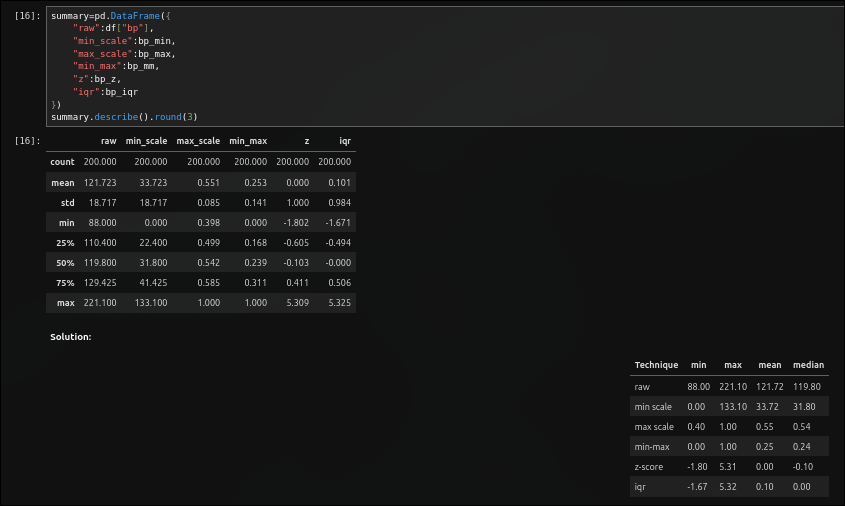 [16]: summary=pd.DataFrame({
"raw":df["bp"],
"min_scale":bp_min,
"max_scale":bp_max,
"min_max":bp_mm,
"z":bp_z,
"iqr":bp_iqr
})
summary.describe().round(3)
[16]: raw min_scale max_scale min_max z iqr
count 200.000 200.000 200.000 200.000 200.000 200.000
mean 121.723 33.723 0.551 0.253 0.000 0.101
std 18.717 18.717 0.085 0.141 1.000 0.984
min 88.000 0.000 0.398 0.000 -1.802 -1.671
25% 110.400 22.400 0.499 0.168 -0.605 -0.494
50% 119.800 31.800 0.542 0.239 -0.103 -0.000
75% 129.425 41.425 0.585 0.311 0.411 0.506
max 221.100 133.100 1.000 1.000 5.309 5.325
Solution:
Technique min max mean median
raw 88.00 221.10 121.72 119.80
min scale 0.00 133.10 33.72 31.80
max scale 0.40 1.00 0.55 0.54
min-max 0.00 1.00 0.25 0.24
z-score -1.80 5.31 0.00 -0.10
iqr -1.67 5.32 0.10 0.00